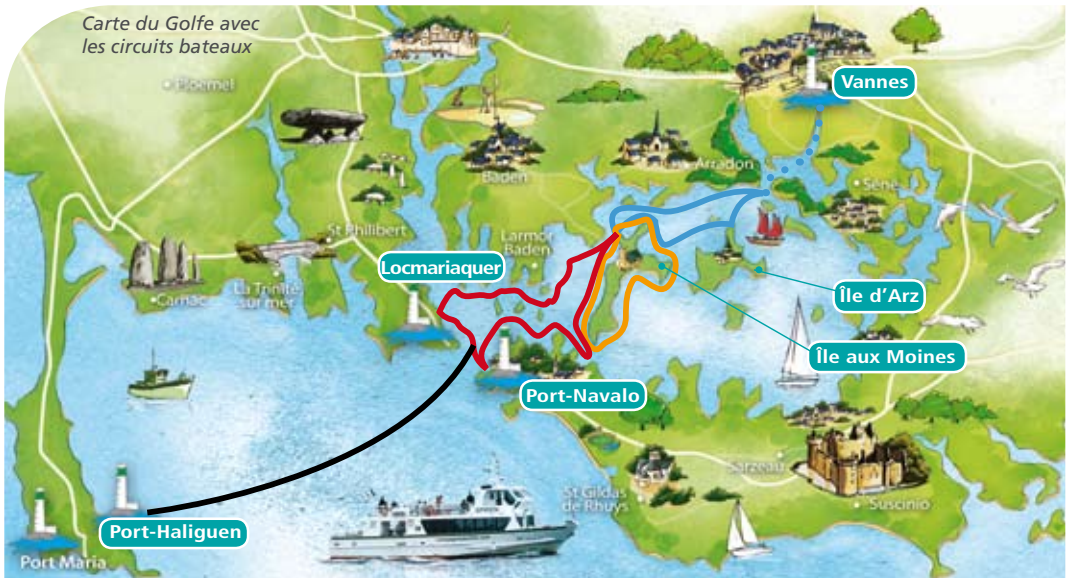 Carte du Golfe avec
les circuits bateaux
Ploemel
Vannes
Baden
Arradon
Séné
St Philibert
Larmor
Baden
Locmariaquer
La Trinité
sur mer
Carnac
Île d'Arz
Île aux Moines
Port-Navalo
Sarzeau
St Gildas
de Rhuys
Suscinio
Port-Haliguen
Port Maria